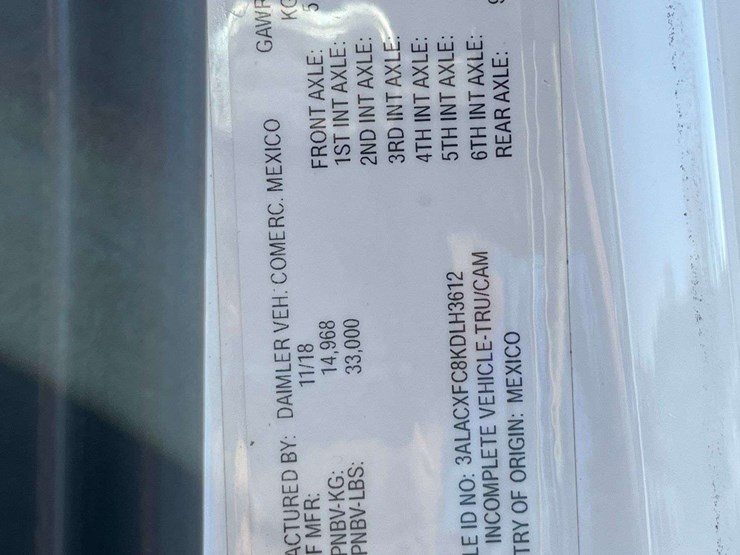 ACTURED BY: DAIMLER VEH. COMERC. MEXICO GAWR
F MFR: 11/18 KG
PNBV-KG: 14,968 FRONT AXLE: 5
PNBV-LBS: 33,000 1ST INT AXLE:
2ND INT AXLE:
3RD INT AXLE:
4TH INT AXLE:
5TH INT AXLE:
LE ID NO: 3ALACXFC8KDLH3612 6TH INT AXLE:
INCOMPLETE VEHICLE-TRU/CAM REAR AXLE:
TRY OF ORIGIN: MEXICO